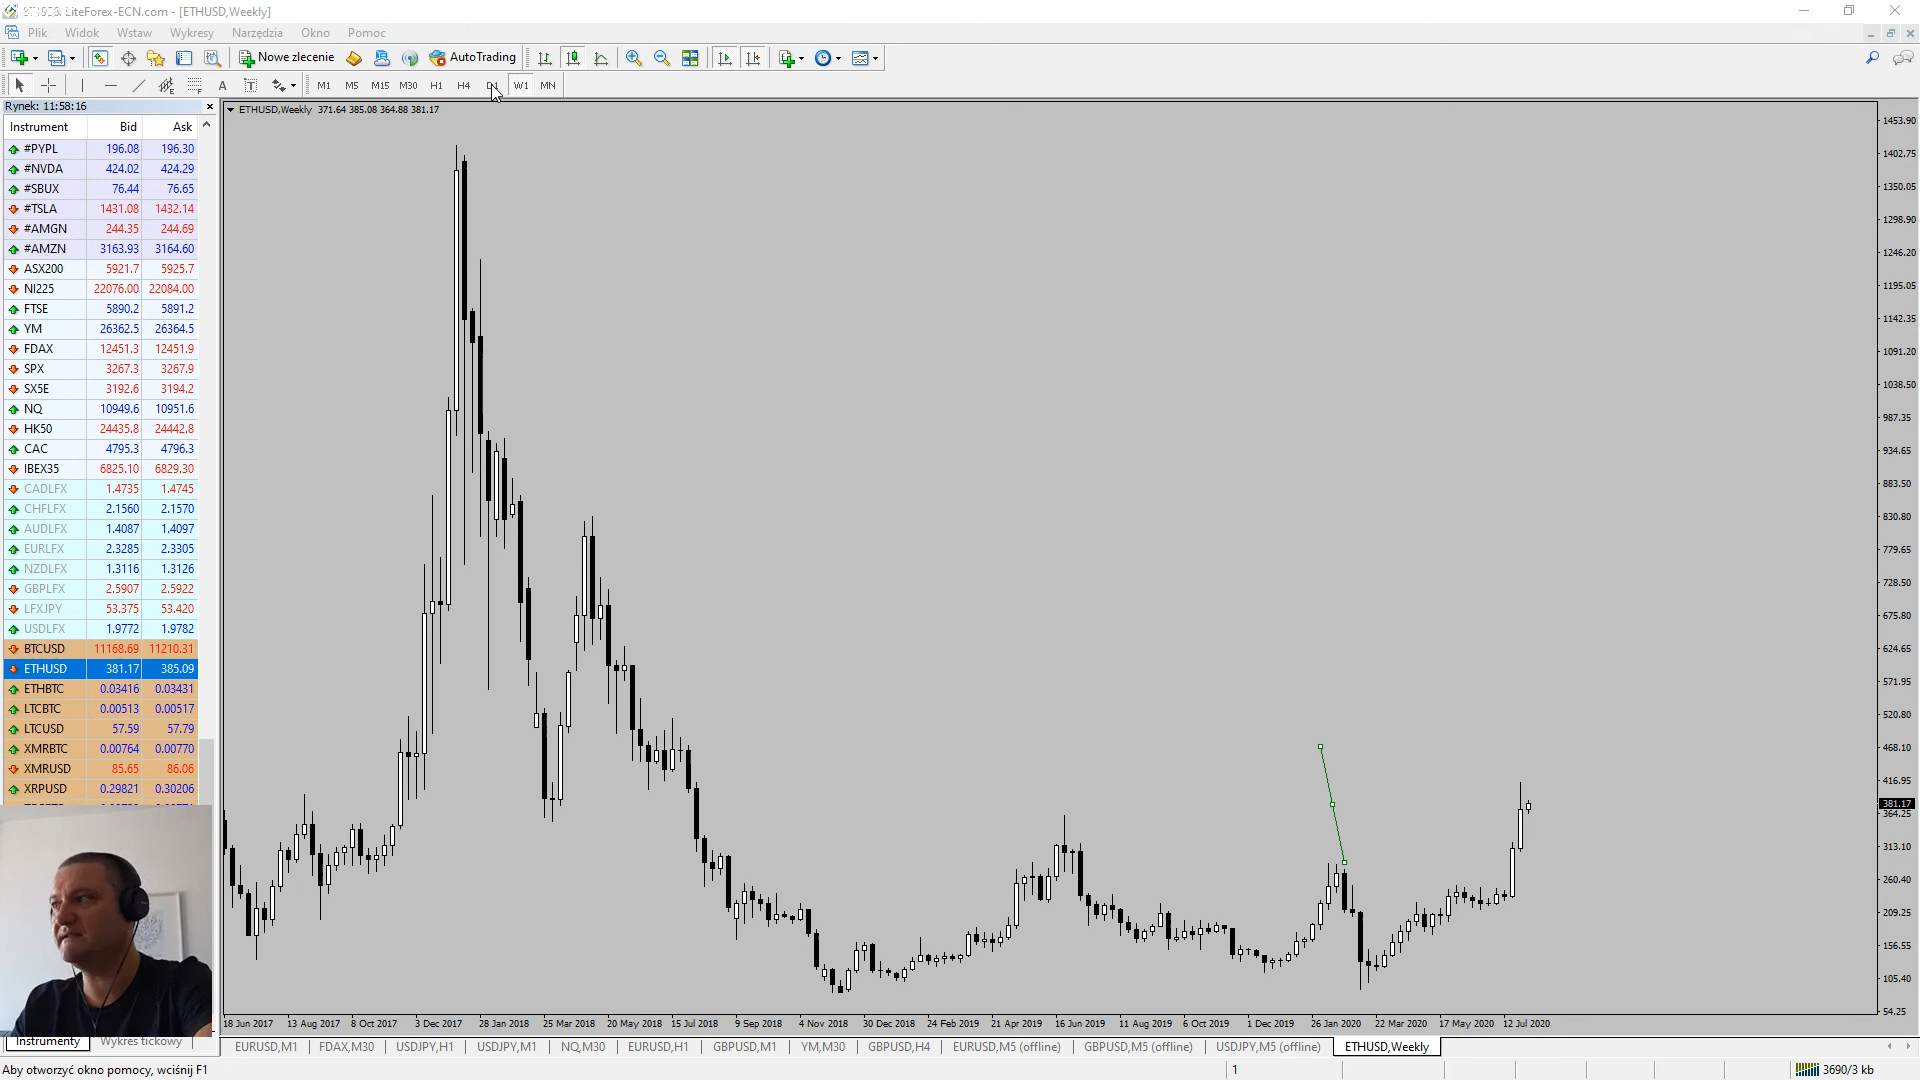 LiteForex-ECN.com - [ETHUSD,Weekly]
Plik Widok Wstaw Wykresy Narzędzia Okno Pomoc
Nowe zlecenie AutoTrading
A T M1 M5 M15 M30 H1 H4 D1 W1 MN
Rynek: 11:58:16
Instrument Bid Ask
#PYPL 196.08 196.30
#NVDA 424.02 424.29
#SBUX 76.44 76.65
#TSLA 1431.08 1432.14
#AMGN 244.35 244.69
#AMZN 3163.93 3164.60
ASX200 5921.7 5925.7
NI225 22076.00 22084.00
FTSE 5890.2 5891.2
YM 26362.5 26364.5
FDAX 12451.3 12451.9
SPX 3267.3 3267.9
SX5E 3192.6 3194.2
NQ 10949.6 10951.6
HK50 24435.8 24442.8
CAC 4795.3 4796.3
IBEX35 6825.10 6829.30
CADLFX 1.4735 1.4745
CHFLFX 2.1560 2.1570
AUDLFX 1.4087 1.4097
EURLFX 2.3285 2.3305
NZDLFX 1.3116 1.3126
GBPLFX 2.5907 2.5922
LFXJPY 53.375 53.420
USDLFX 1.9772 1.9782
BTCUSD 11168.69 11210.31
ETHUSD 381.17 385.09
ETHBTC 0.03416 0.03431
LTCBTC 0.00513 0.00517
LTCUSD 57.59 57.79
XMRBTC 0.00764 0.00770
XMRUSD 85.65 86.06
XRPUSD 0.29821 0.30206
Instrumenty Wykres tickowy
ETHUSD,Weekly 371.64 385.08 364.88 381.17
1453.90
1402.75
1350.05
1298.90
1246.20
1195.05
1142.35
1091.20
1038.50
987.35
934.65
883.50
830.80
779.65
728.50
675.80
624.65
571.95
520.80
468.10
416.95
381.17
364.25
313.10
260.40
209.25
156.55
105.40
54.25
18 Jun 2017 13 Aug 2017 8 Oct 2017 3 Dec 2017 28 Jan 2018 25 Mar 2018 20 May 2018 15 Jul 2018 9 Sep 2018 4 Nov 2018 30 Dec 2018 24 Feb 2019 21 Apr 2019 16 Jun 2019 11 Aug 2019 6 Oct 2019 1 Dec 2019 26 Jan 2020 22 Mar 2020 17 May 2020 12 Jul 2020
EURUSD,M1 FDAX,M30 USDJPY,H1 USDJPY,M1 NQ,M30 EURUSD,H1 GBPUSD,M1 YM,M30 GBPUSD,H4 EURUSD,M5 (offline) GBPUSD,M5 (offline) USDJPY,M5 (offline) ETHUSD,Weekly
Aby otworzyć okno pomocy, wciśnij F1 1 3690/3 kb